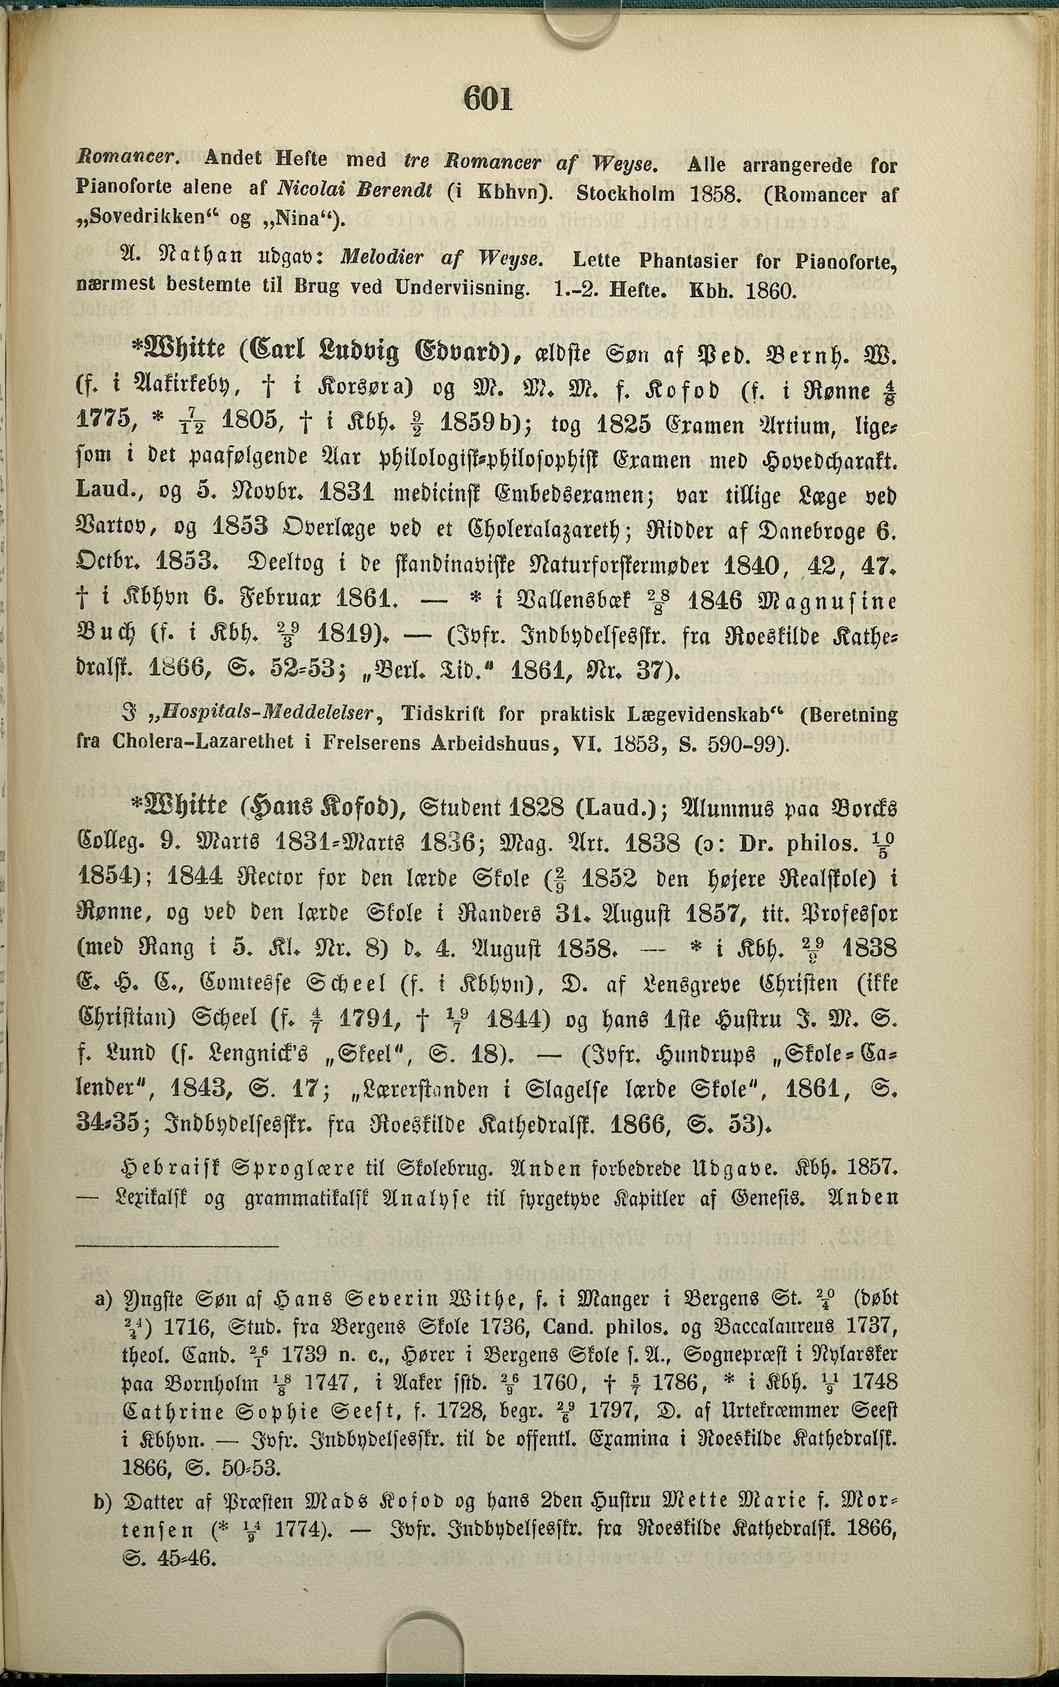 601
Romancer. Andet Hefte med tre Romancer af Weyse. Alle arrangerede for
Pianoforte alene af Nicolai Berendt (i Kbhvn). Stockholm 1858. (Romancer af
„Sovedrikken“ og „Nina“).
A. Nathan udgav: Melodier af Weyse. Lette Phantasier for Pianoforte,
nærmest bestemte til Brug ved Underviisning. 1.-2. Hefte. Kbh. 1860.
*Whitte (Carl Ludvig Edvard), ældste Søn af Ped. Bernh. W.
(f. i Aakirkeby, † i Korsøra) og M. M. M. f. Kofod (f. i Rønne 4/8
1775, * 7/12 1805, † i Kbh. 9/2 1859 b); tog 1825 Examen Artium, lige=
som i det paafølgende Aar philologisk=philosophisk Examen med Hovedcharakt.
Laud., og 5. Novbr. 1831 medicinsk Embedsexamen; var tillige Læge ved
Vartov, og 1853 Overlæge ved et Choleralazareth; Ridder af Danebroge 6.
Octbr. 1853. Deeltog i de skandinaviske Naturforskermøder 1840, 42, 47.
† i Kbhvn 6. Februar 1861. — * i Vallensbæk 28/8 1846 Magnusine
Buch (f. i Kbh. 29/3 1819). — (Jvfr. Indbydelsesskr. fra Roeskilde Kathe=
dralsk. 1866, S. 52=53; „Berl. Tid.“ 1861, Nr. 37).
I „Hospitals-Meddelelser, Tidskrift for praktisk Lægevidenskab“ (Beretning
fra Cholera-Lazarethet i Frelserens Arbeidshuus, VI. 1853, S. 590-99).
*Whitte (Hans Kofod), Student 1828 (Laud.); Alumnus paa Borcks
Colleg. 9. Marts 1831=Marts 1836; Mag. Art. 1838 (ɔ: Dr. philos. 10/5
1854); 1844 Rector for den lærde Skole (2/9 1852 den højere Realskole) i
Rønne, og ved den lærde Skole i Randers 31. August 1857, tit. Professor
(med Rang i 5. Kl. Nr. 8) d. 4. August 1858. — * i Kbh. 29/9 1838
E. H. C., Comtesse Scheel (f. i Kbhvn), D. af Lensgreve Christen (ikke
Christian) Scheel (f. 4/7 1791, † 19/7 1844) og hans 1ste Hustru J. M. S.
f. Lund (s. Lengnick's „Skeel“, S. 18). — (Jvfr. Hundrups „Skole=Ca=
lender“, 1843, S. 17; „Lærerstanden i Slagelse lærde Skole“, 1861, S.
34=35; Indbydelsesskr. fra Roeskilde Kathedralsk. 1866, S. 53).
Hebraisk Sproglære til Skolebrug. Anden forbedrede Udgave. Kbh. 1857.
— Lexikalsk og grammatikalsk Analyse til fyrgetyve Kapitler af Genesis. Anden
a) Yngste Søn af Hans Severin Withe, f. i Manger i Bergens St. 20/4 (døbt
24/4) 1716, Stud. fra Bergens Skole 1736, Cand. philos. og Baccalaureus 1737,
theol. Cand. 26/1 1739 n. c., Hører i Bergens Skole s. A., Sognepræst i Nylarsker
paa Bornholm 18/8 1747, i Aaker sstd. 26/9 1760, † 5/7 1786, * i Kbh. 11/9 1748
Cathrine Sophie Seest, f. 1728, begr. 29/6 1797, D. af Urtekræmmer Seest
i Kbhvn. — Jvfr. Indbydelsesskr. til de offentl. Examina i Roeskilde Kathedralsk.
1866, S. 50=53.
b) Datter af Præsten Mads Kofod og hans 2den Hustru Mette Marie f. Mor=
tensen (* 14/9 1774). — Jvfr. Indbydelsesskr. fra Roeskilde Kathedralsk. 1866,
S. 45=46.